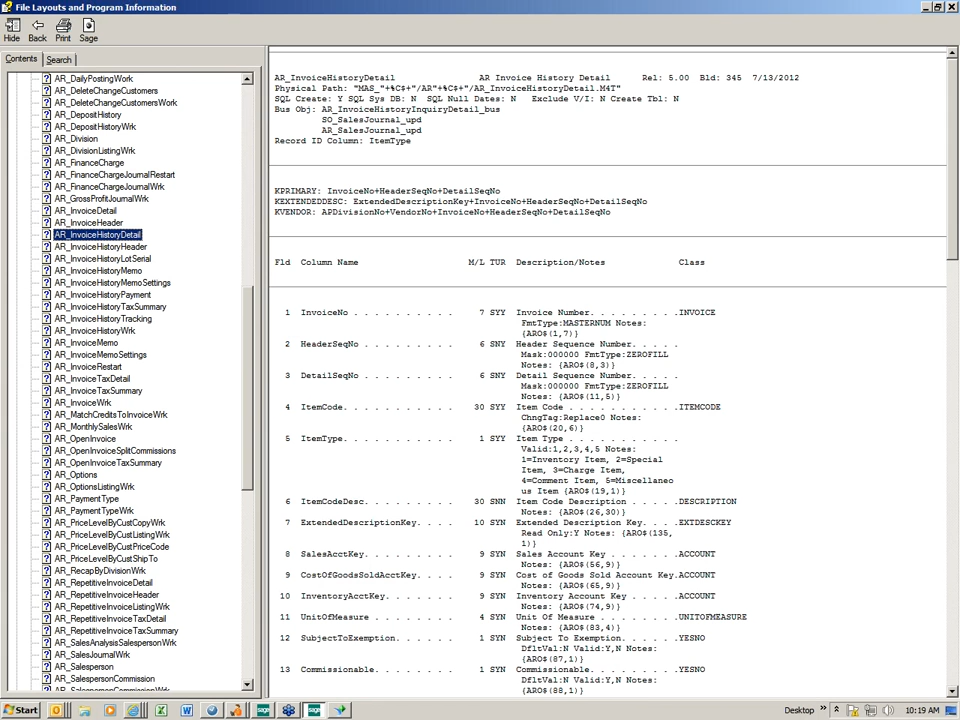 File Layouts and Program Information
Hide Back Print Sage
Contents Search
AR_DailyPostingWork
AR_DeleteChangeCustomers
AR_DeleteChangeCustomersWork
AR_DepositHistory
AR_DepositHistoryWrk
AR_Division
AR_DivisionListingWrk
AR_FinanceCharge
AR_FinanceChargeJournalRestart
AR_FinanceChargeJournalWrk
AR_GrossProfitJournalWrk
AR_InvoiceDetail
AR_InvoiceHeader
AR_InvoiceHistoryDetail
AR_InvoiceHistoryHeader
AR_InvoiceHistoryLotSerial
AR_InvoiceHistoryMemo
AR_InvoiceHistoryMemoSettings
AR_InvoiceHistoryPayment
AR_InvoiceHistoryTaxSummary
AR_InvoiceHistoryTracking
AR_InvoiceHistoryWrk
AR_InvoiceMemo
AR_InvoiceMemoSettings
AR_InvoiceRestart
AR_InvoiceTaxDetail
AR_InvoiceTaxSummary
AR_InvoiceWrk
AR_MatchCreditsToInvoiceWrk
AR_MonthlySalesWrk
AR_OpenInvoice
AR_OpenInvoiceSplitCommissions
AR_OpenInvoiceTaxSummary
AR_Options
AR_OptionsListingWrk
AR_PaymentType
AR_PaymentTypeWrk
AR_PriceLevelByCustCopyWrk
AR_PriceLevelByCustListingWrk
AR_PriceLevelByCustPriceCode
AR_PriceLevelByCustShipTo
AR_RecapByDivisionWrk
AR_RepetitiveInvoiceDetail
AR_RepetitiveInvoiceHeader
AR_RepetitiveInvoiceListingWrk
AR_RepetitiveInvoiceTaxDetail
AR_RepetitiveInvoiceTaxSummary
AR_SalesAnalysisSalespersonWrk
AR_SalesJournalWrk
AR_Salesperson
AR_SalespersonCommission
AR_SalespersonCommissionWrk
AR_InvoiceHistoryDetail AR Invoice History Detail Rel: 5.00 Bld: 345 7/13/2012
Physical Path: "MAS_"+%C$+"/AR"+%C$+"/AR_InvoiceHistoryDetail.M4T"
SQL Create: Y SQL Sys DB: N SQL Null Dates: N Exclude V/I: N Create Tbl: N
Bus Obj: AR_InvoiceHistoryInquiryDetail_bus
SO_SalesJournal_upd
AR_SalesJournal_upd
Record ID Column: ItemType
KPRIMARY: InvoiceNo+HeaderSeqNo+DetailSeqNo
KEXTENDEDDESC: ExtendedDescriptionKey+InvoiceNo+HeaderSeqNo+DetailSeqNo
KVENDOR: APDivisionNo+VendorNo+InvoiceNo+HeaderSeqNo+DetailSeqNo
Fld Column Name M/L TUR Description/Notes Class
1 InvoiceNo . . . . . . . . . . 7 SYY Invoice Number. . . . . . . . .INVOICE
FmtType:MASTERNUM Notes:
{ARO$(1,7)}
2 HeaderSeqNo . . . . . . . . . 6 SNY Header Sequence Number. . . . .
Mask:000000 FmtType:ZEROFILL
Notes: {ARO$(8,3)}
3 DetailSeqNo . . . . . . . . . 6 SNY Detail Sequence Number. . . . .
Mask:000000 FmtType:ZEROFILL
Notes: {ARO$(11,5)}
4 ItemCode. . . . . . . . . . . 30 SYY Item Code . . . . . . . . . . .ITEMCODE
ChngTag:Replace0 Notes:
{ARO$(20,6)}
5 ItemType. . . . . . . . . . . 1 SYY Item Type . . . . . . . . . . .
Valid:1,2,3,4,5 Notes:
1=Inventory Item, 2=Special
Item, 3=Charge Item,
4=Comment Item, 5=Miscellaneo
us Item {ARO$(19,1)}
6 ItemCodeDesc. . . . . . . . . 30 SNN Item Code Description . . . . .DESCRIPTION
Notes: {ARO$(26,30)}
7 ExtendedDescriptionKey. . . . 10 SYN Extended Description Key. . . .EXTDESCKEY
Read Only:Y Notes: {ARO$(135,
1)}
8 SalesAcctKey. . . . . . . . . 9 SYN Sales Account Key . . . . . . .ACCOUNT
Notes: {ARO$(56,9)}
9 CostOfGoodsSoldAcctKey. . . . 9 SYN Cost of Goods Sold Account Key.ACCOUNT
Notes: {ARO$(65,9)}
10 InventoryAcctKey. . . . . . . 9 SYN Inventory Account Key . . . . .ACCOUNT
Notes: {ARO$(74,9)}
11 UnitOfMeasure . . . . . . . . 4 SYN Unit Of Measure . . . . . . . .UNITOFMEASURE
Notes: {ARO$(83,4)}
12 SubjectToExemption. . . . . . 1 SYN Subject To Exemption. . . . . .YESNO
DfltVal:N Valid:Y,N Notes:
{ARO$(87,1)}
13 Commissionable. . . . . . . . 1 SYN Commissionable. . . . . . . . .YESNO
DfltVal:N Valid:Y,N Notes:
{ARO$(88,1)}
Start Desktop » 10:19 AM